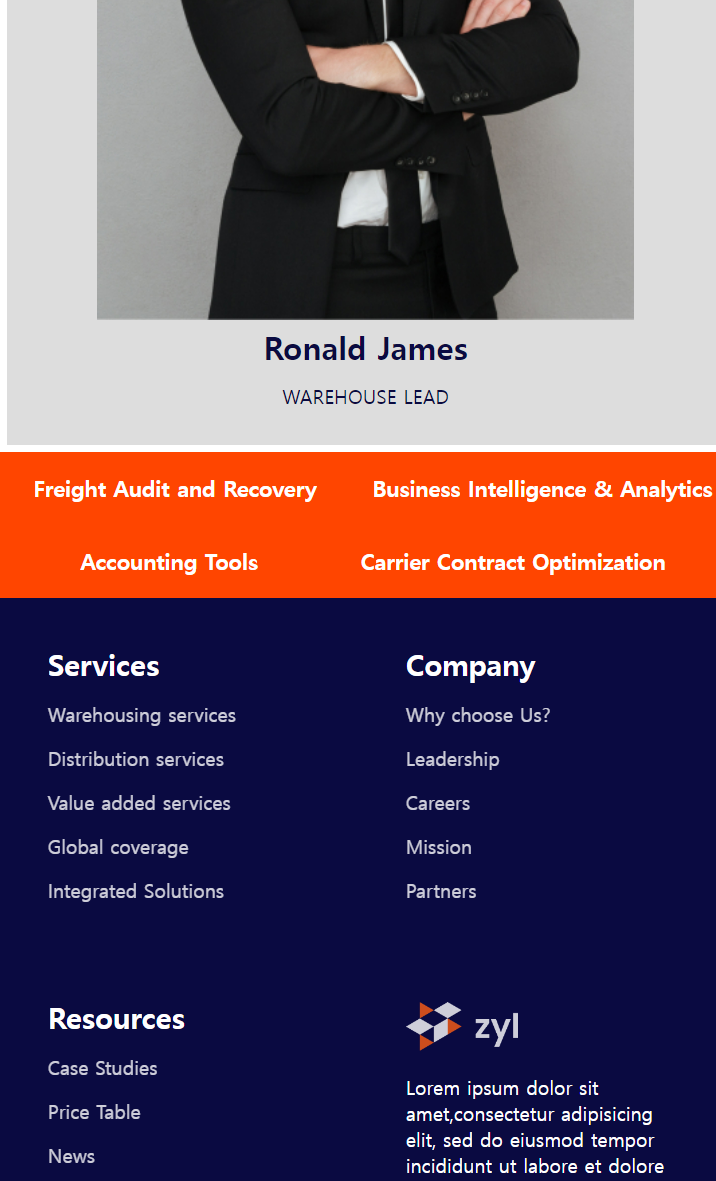 Ronald James
WAREHOUSE LEAD
Freight Audit and Recovery
Business Intelligence & Analytics
Accounting Tools
Carrier Contract Optimization
Services
Warehousing services
Distribution services
Value added services
Global coverage
Integrated Solutions
Company
Why choose Us?
Leadership
Careers
Mission
Partners
Resources
Case Studies
Price Table
News
zyl
Lorem ipsum dolor sit
amet,consectetur adipisicing
elit, sed do eiusmod tempor
incididunt ut labore et dolore